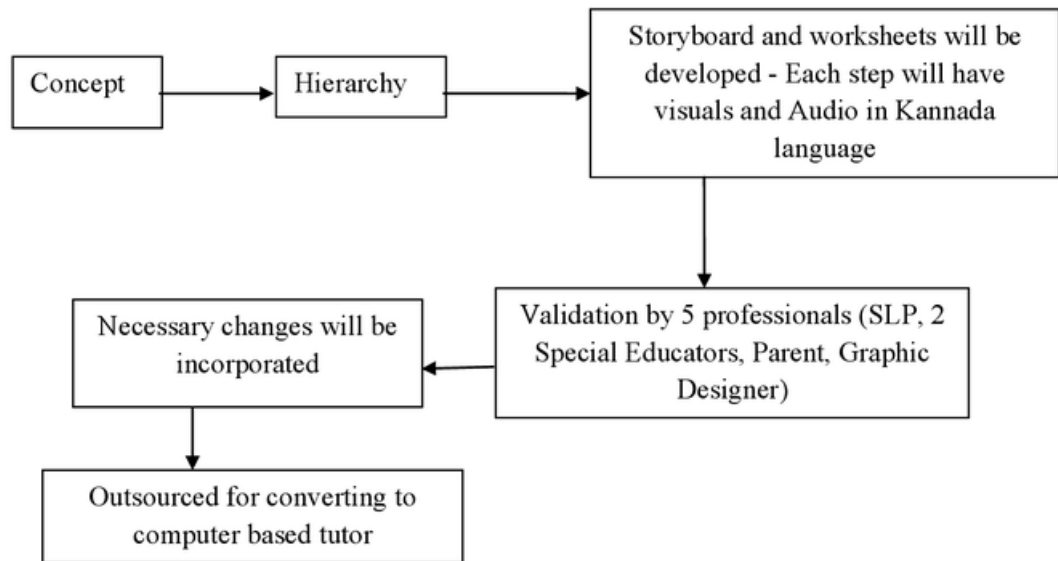 Concept
Hierarchy
Storyboard and worksheets will be
developed - Each step will have
visuals and Audio in Kannada
language
Validation by 5 professionals (SLP, 2
Special Educators, Parent, Graphic
Designer)
Necessary changes will be
incorporated
Outsourced for converting to
computer based tutor